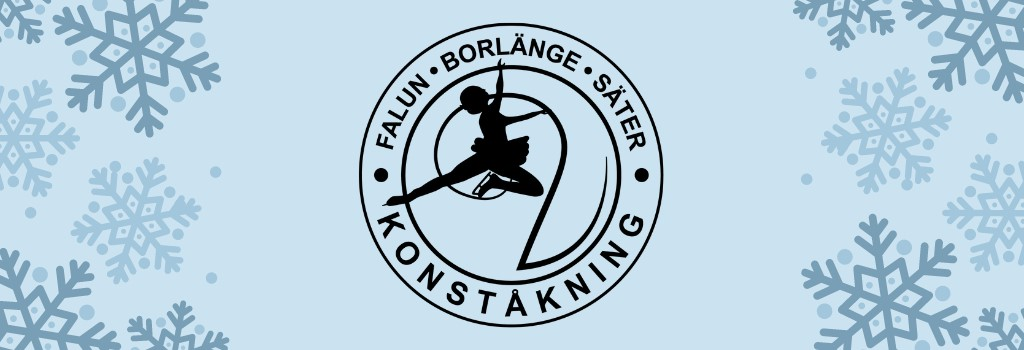 FALUN • BORLÄNGE • SÄTER
• KONSTÅKNING •